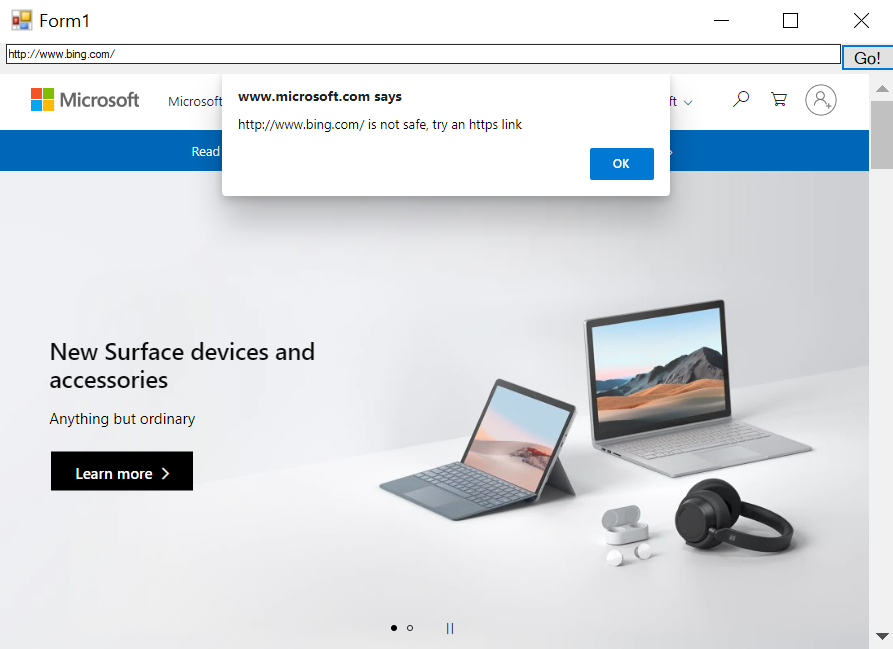 Form1
http://www.bing.com/
Go!
Microsoft
Microsoft
www.microsoft.com says
http://www.bing.com/ is not safe, try an https link
OK
Read
New Surface devices and
accessories
Anything but ordinary
Learn more